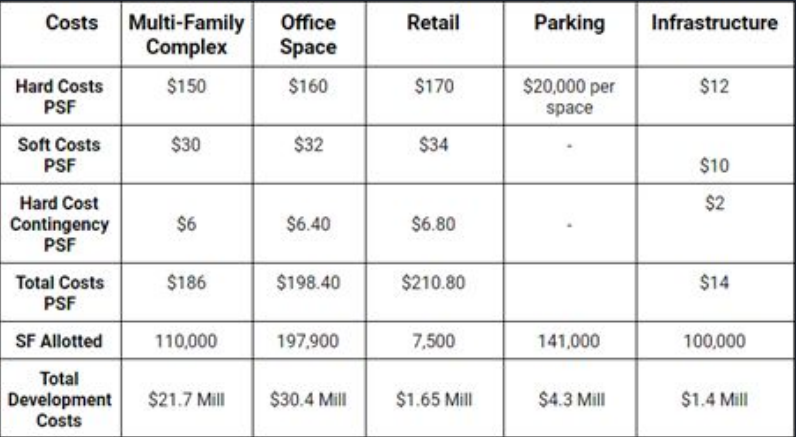 Costs Multi-Family Complex Office Space Retail Parking Infrastructure
Hard Costs PSF $150 $160 $170 $20,000 per space $12
Soft Costs PSF $30 $32 $34 - $10
Hard Cost Contingency PSF $6 $6.40 $6.80 - $2
Total Costs PSF $186 $198.40 $210.80 $14
SF Allotted 110,000 197,900 7,500 141,000 100,000
Total Development Costs $21.7 Mill $30.4 Mill $1.65 Mill $4.3 Mill $1.4 Mill